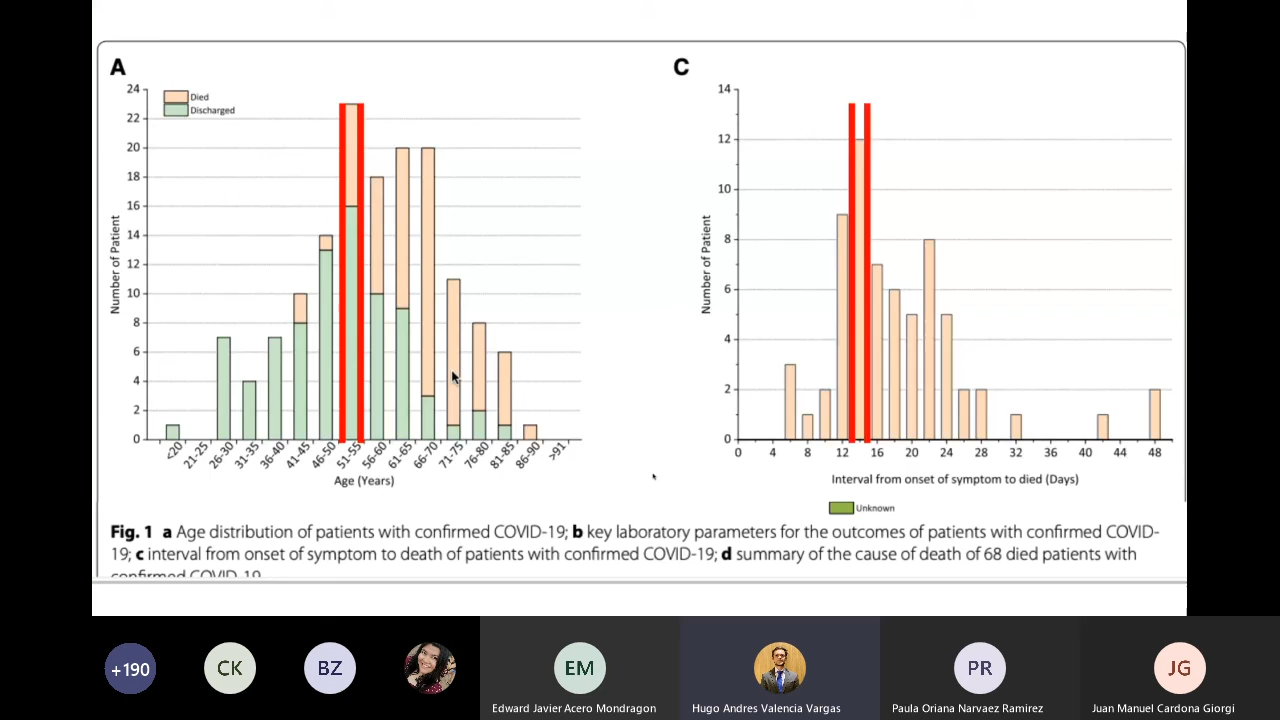 A
Died
Discharged
24
22
20
18
16
14
12
10
8
6
4
2
0
Number of Patient
<20
21-25
26-30
31-35
36-40
41-45
46-50
51-55
56-60
61-65
66-70
71-75
76-80
81-85
86-90
>91
Age (Years)
C
14
12
10
8
6
4
2
0
Number of Patient
0 4 8 12 16 20 24 28 32 36 40 44 48
Interval from onset of symptom to died (Days)
Unknown
Fig. 1 a Age distribution of patients with confirmed COVID-19; b key laboratory parameters for the outcomes of patients with confirmed COVID-
19; c interval from onset of symptom to death of patients with confirmed COVID-19; d summary of the cause of death of 68 died patients with
confirmed COVID-19
+190
CK
BZ
EM
Edward Javier Acero Mondragon
Hugo Andres Valencia Vargas
PR
Paula Oriana Narvaez Ramirez
JG
Juan Manuel Cardona Giorgi